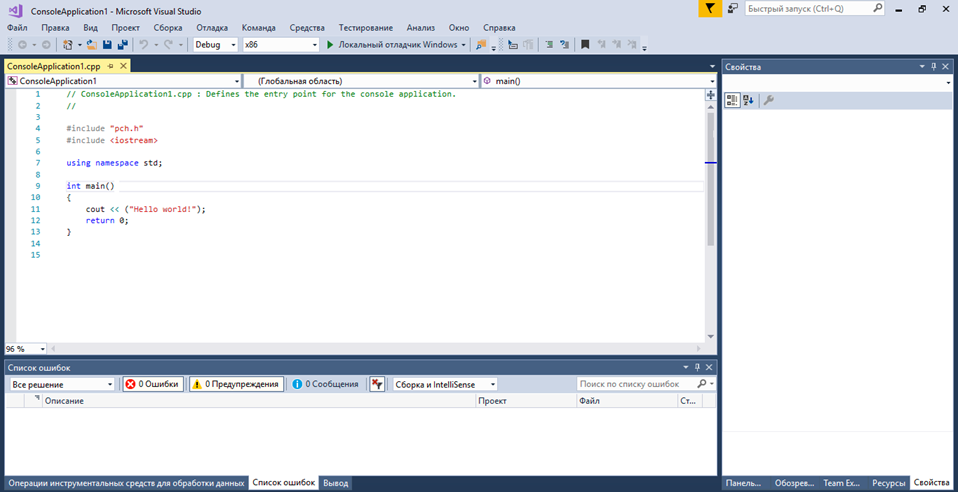 ConsoleApplication1 - Microsoft Visual Studio
Быстрый запуск (Ctrl+Q)
Файл Правка Вид Проект Сборка Отладка Команда Средства Тестирование Анализ Окно Справка
Debug x86 Локальный отладчик Windows
ConsoleApplication1.cpp
ConsoleApplication1 (Глобальная область) main()
1 // ConsoleApplication1.cpp : Defines the entry point for the console application.
2 //
3
4 #include "pch.h"
5 #include <iostream>
6
7 using namespace std;
8
9 int main()
10 {
11 cout << ("Hello world!");
12 return 0;
13 }
14
15
96 %
Список ошибок
Все решение 0 Ошибки 0 Предупреждения 0 Сообщения Сборка и IntelliSense Поиск по списку ошибок
Описание Проект Файл Ст...
Операции инструментальных средств для обработки данных Список ошибок Вывод
Свойства
Панель... Обозрев... Team Ex... Ресурсы Свойства